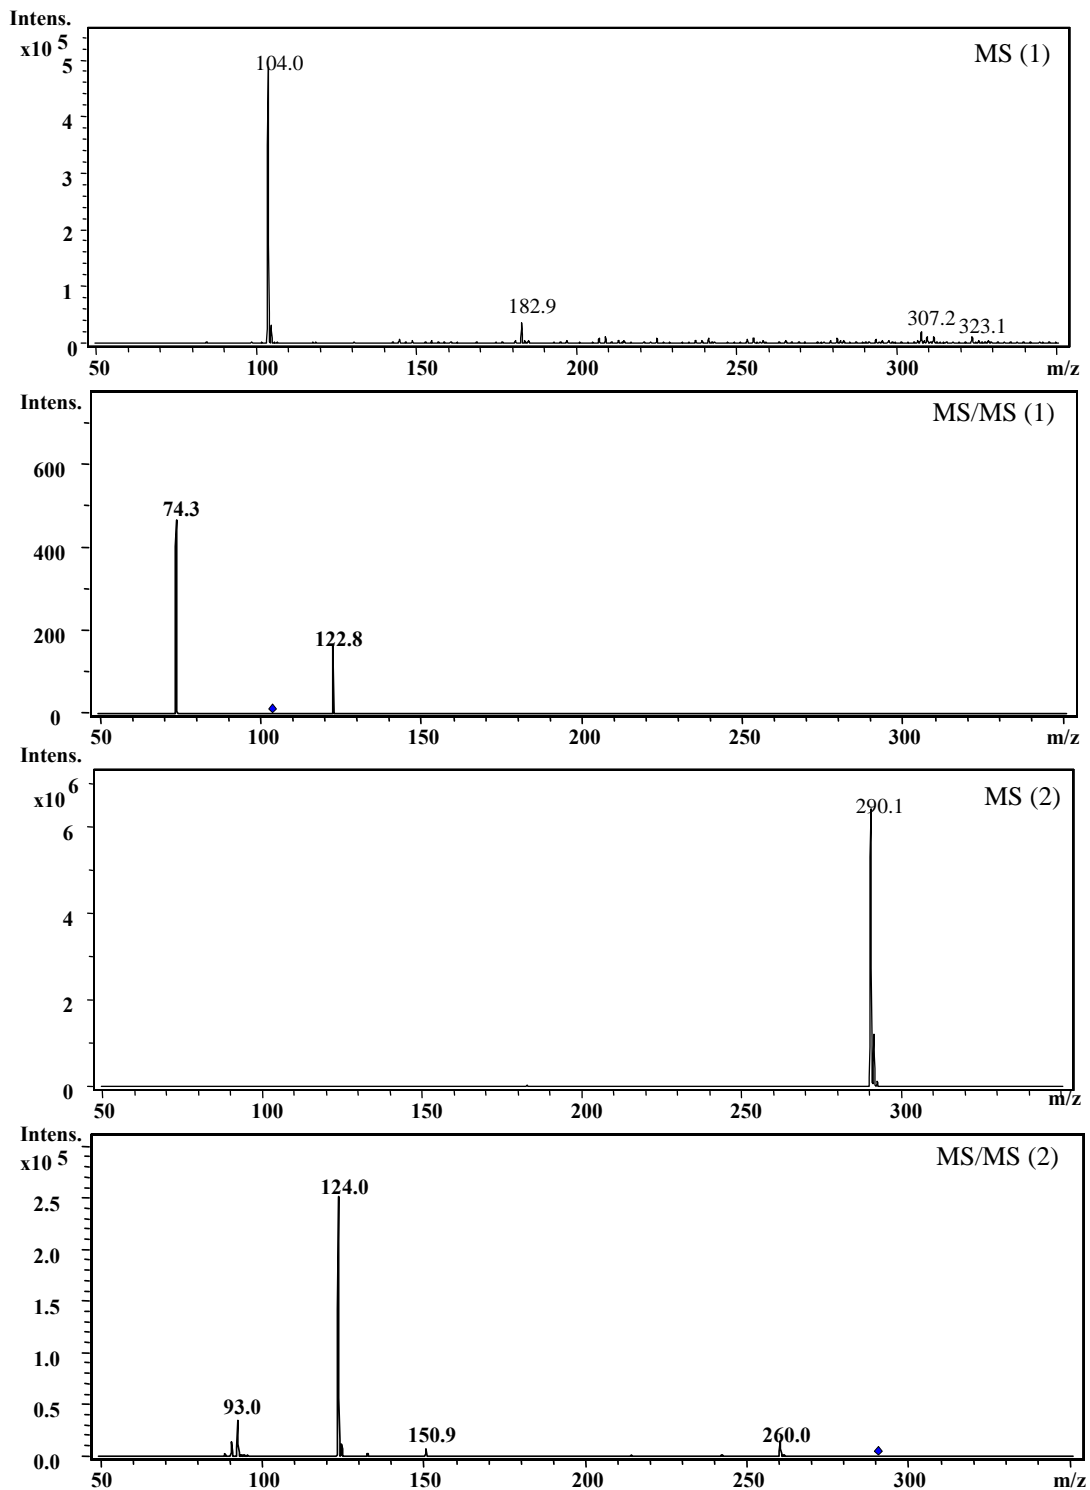 Intens.
x10 5
MS (1)
5
104.0
4
3
2
1
182.9
307.2
323.1
0
50 100 150 200 250 300 m/z
Intens.
MS/MS (1)
600
74.3
400
200
122.8
0
50 100 150 200 250 300 m/z
Intens.
x10 6
MS (2)
290.1
6
4
2
0
50 100 150 200 250 300 m/z
Intens.
x10 5
MS/MS (2)
124.0
2.5
2.0
1.5
1.0
0.5
93.0
150.9
260.0
0.0
50 100 150 200 250 300 m/z